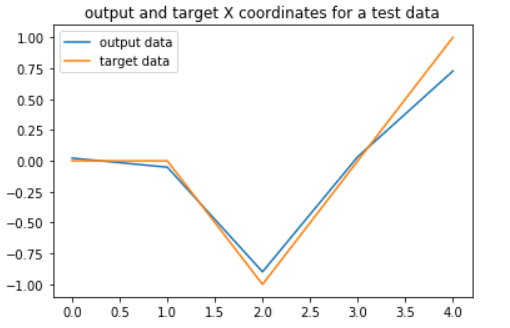 output and target X coordinates for a test data
output data
target data
1.00
0.75
0.50
0.25
0.00
−0.25
−0.50
−0.75
−1.00
0.0 0.5 1.0 1.5 2.0 2.5 3.0 3.5 4.0